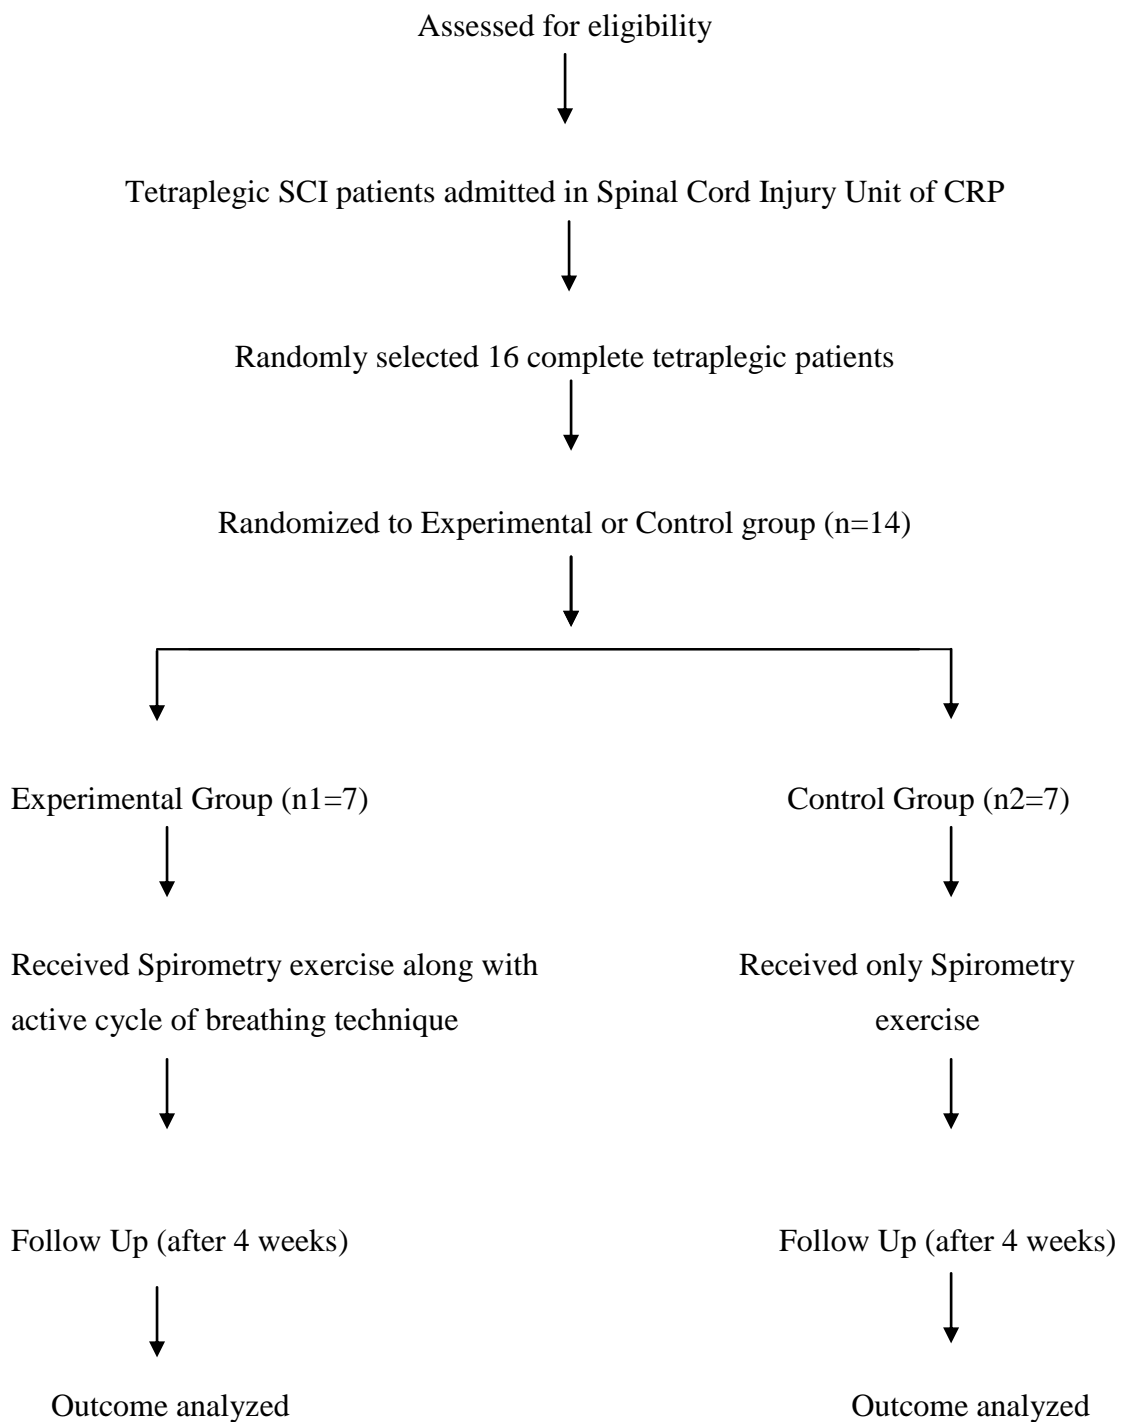 Assessed for eligibility
Tetraplegic SCI patients admitted in Spinal Cord Injury Unit of CRP
Randomly selected 16 complete tetraplegic patients
Randomized to Experimental or Control group (n=14)
Experimental Group (n1=7)
Control Group (n2=7)
Received Spirometry exercise along with
active cycle of breathing technique
Received only Spirometry
exercise
Follow Up (after 4 weeks)
Follow Up (after 4 weeks)
Outcome analyzed
Outcome analyzed